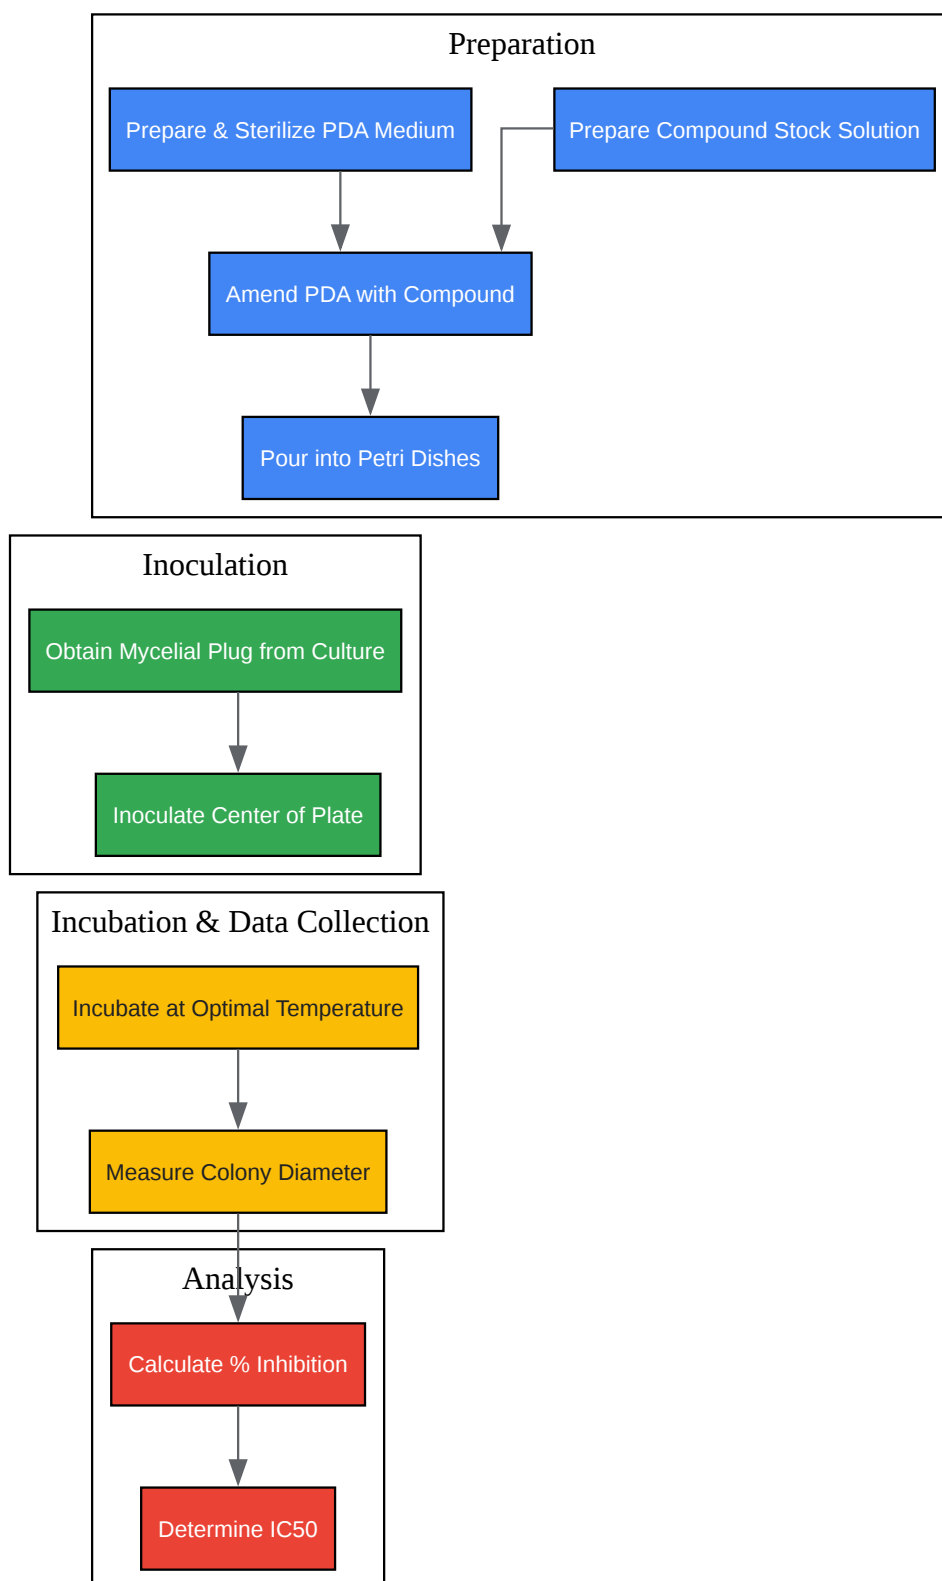 Preparation
Prepare & Sterilize PDA Medium
Prepare Compound Stock Solution
Amend PDA with Compound
Pour into Petri Dishes
Inoculation
Obtain Mycelial Plug from Culture
Inoculate Center of Plate
Incubation & Data Collection
Incubate at Optimal Temperature
Measure Colony Diameter
Analysis
Calculate % Inhibition
Determine IC50